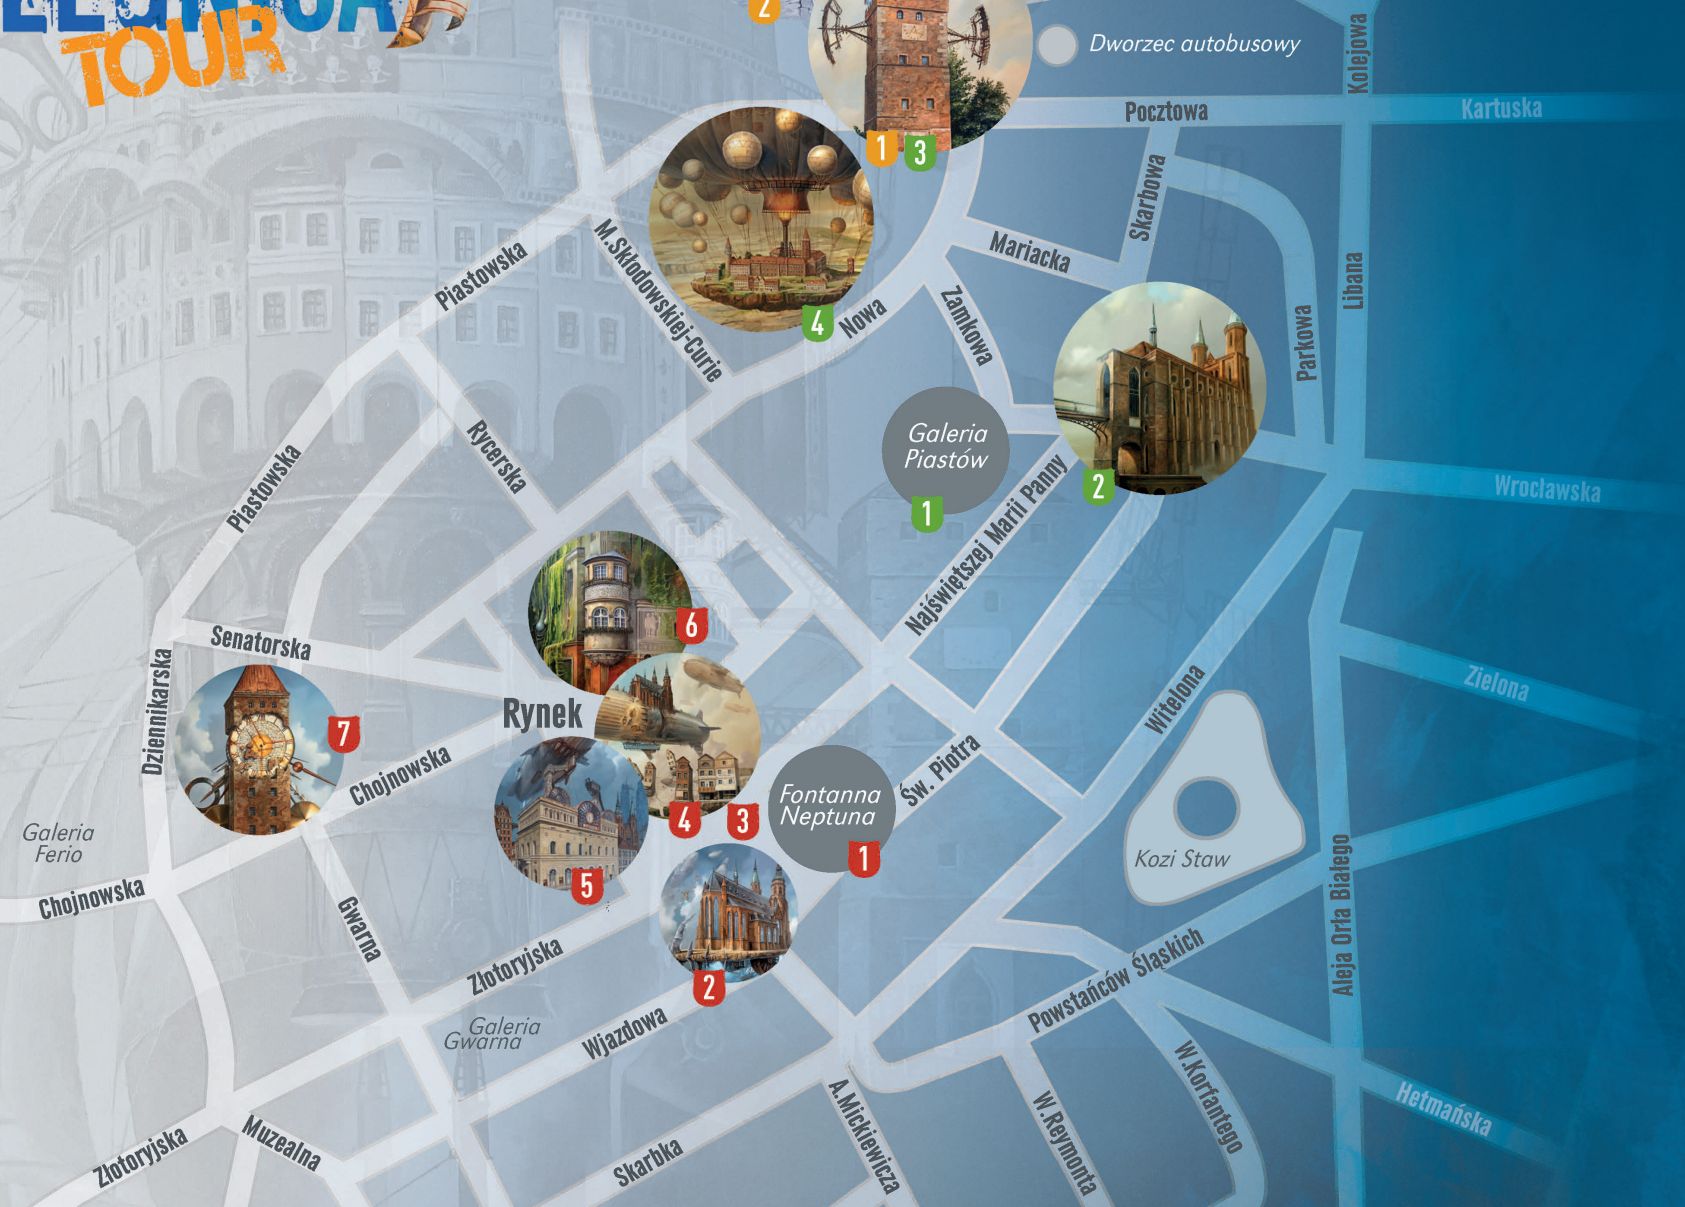 TOUR
2
Dworzec autobusowy
Kolejowa
Pocztowa
Kartuska
1
3
Skarbowa
M.Skłodowskiej-Curie
Piastowska
Mariacka
Libana
4
Nowa
Zamkowa
Parkowa
Galeria
Piastów
1
2
Rycerska
Piastowska
Najświętszej Marii Panny
Wrocławska
6
Senatorska
Dziennikarska
Rynek
7
Witelona
Zielona
Chojnowska
Św. Piotra
Fontanna
Neptuna
4
3
1
Galeria
Ferio
Kozi Staw
5
Chojnowska
Gwarna
Aleja Orła Białego
2
Złotoryjska
Powstańców Śląskich
Galeria
Gwarna
Wjazdowa
W.Korfantego
Hetmańska
A.Mickiewicza
W.Reymonta
Muzealna
Złotoryjska
Skarbka